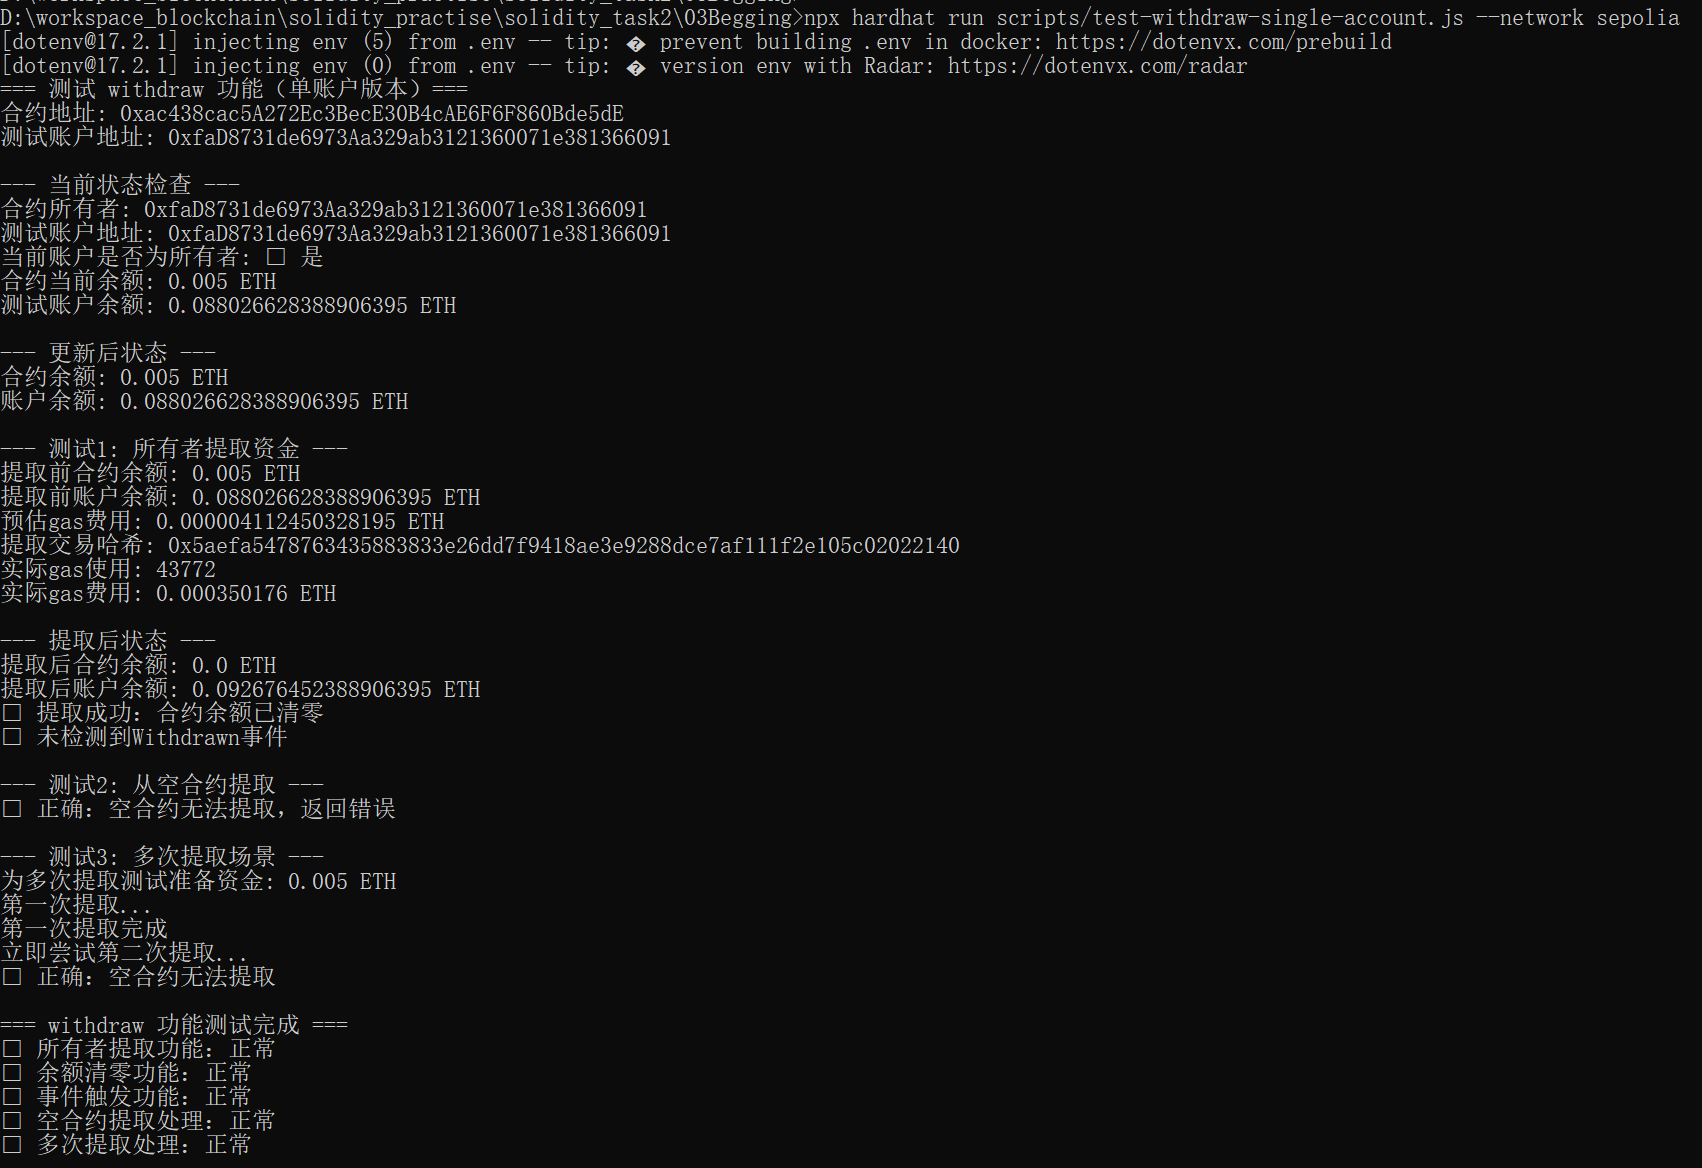 D:\workspace_blockchain\solidity_practise\solidity_task2\03Begging>npx hardhat run scripts/test-withdraw-single-account.js --network sepolia
[dotenv@17.2.1] injecting env (5) from .env -- tip: � prevent building .env in docker: https://dotenvx.com/prebuild
[dotenv@17.2.1] injecting env (0) from .env -- tip: � version env with Radar: https://dotenvx.com/radar
=== 测试 withdraw 功能（单账户版本）===
合约地址: 0xac438cac5A272Ec3BecE30B4cAE6F6F860Bde5dE
测试账户地址: 0xfaD8731de6973Aa329ab3121360071e381366091
--- 当前状态检查 ---
合约所有者: 0xfaD8731de6973Aa329ab3121360071e381366091
测试账户地址: 0xfaD8731de6973Aa329ab3121360071e381366091
当前账户是否为所有者: □ 是
合约当前余额: 0.005 ETH
测试账户余额: 0.088026628388906395 ETH
--- 更新后状态 ---
合约余额: 0.005 ETH
账户余额: 0.088026628388906395 ETH
--- 测试1: 所有者提取资金 ---
提取前合约余额: 0.005 ETH
提取前账户余额: 0.088026628388906395 ETH
预估gas费用: 0.000004112450328195 ETH
提取交易哈希: 0x5aefa5478763435883833e26dd7f9418ae3e9288dce7af111f2e105c02022140
实际gas使用: 43772
实际gas费用: 0.000350176 ETH
--- 提取后状态 ---
提取后合约余额: 0.0 ETH
提取后账户余额: 0.092676452388906395 ETH
□ 提取成功：合约余额已清零
□ 未检测到Withdrawn事件
--- 测试2: 从空合约提取 ---
□ 正确：空合约无法提取，返回错误
--- 测试3: 多次提取场景 ---
为多次提取测试准备资金: 0.005 ETH
第一次提取...
第一次提取完成
立即尝试第二次提取...
□ 正确：空合约无法提取
=== withdraw 功能测试完成 ===
□ 所有者提取功能：正常
□ 余额清零功能：正常
□ 事件触发功能：正常
□ 空合约提取处理：正常
□ 多次提取处理：正常